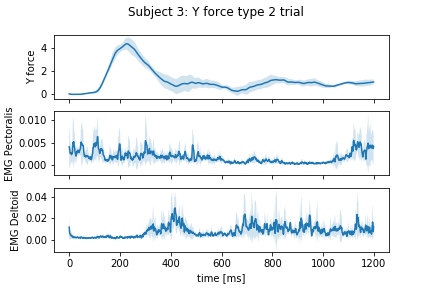 Subject 3: Y force type 2 trial
Y force
4
2
0
EMG Pectoralis
0.010
0.005
0.000
EMG Deltoid
0.04
0.02
0.00
0 200 400 600 800 1000 1200
time [ms]